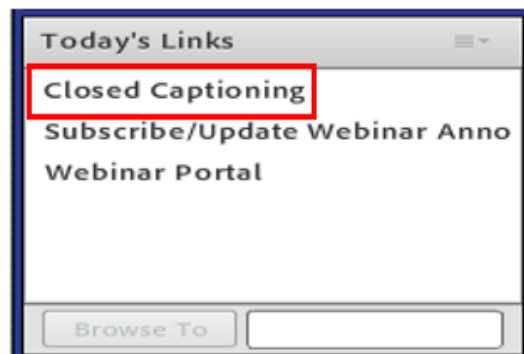 Today's Links
Closed Captioning
Subscribe/Update Webinar Anno
Webinar Portal
Browse To